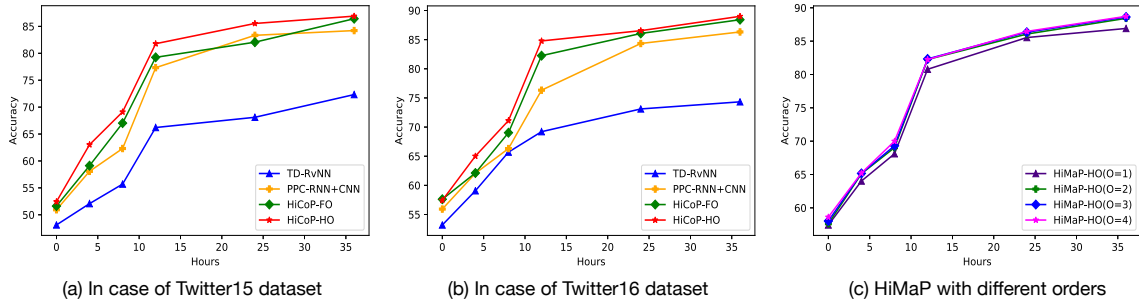 85
80
75
70
65
60
55
50
Accuracy
0 5 10 15 20 25 30 35
Hours
TD-RvNN
PPC-RNN+CNN
HiCoP-FO
HiCoP-HO
(a) In case of Twitter15 dataset
90
85
80
75
70
65
60
55
Accuracy
0 5 10 15 20 25 30 35
Hours
TD-RvNN
PPC-RNN+CNN
HiCoP-FO
HiCoP-HO
(b) In case of Twitter16 dataset
90
85
80
75
70
65
60
Accuracy
0 5 10 15 20 25 30 35
Hours
HiMaP-HO(O=1)
HiMaP-HO(O=2)
HiMaP-HO(O=3)
HiMaP-HO(O=4)
(c) HiMaP with different orders